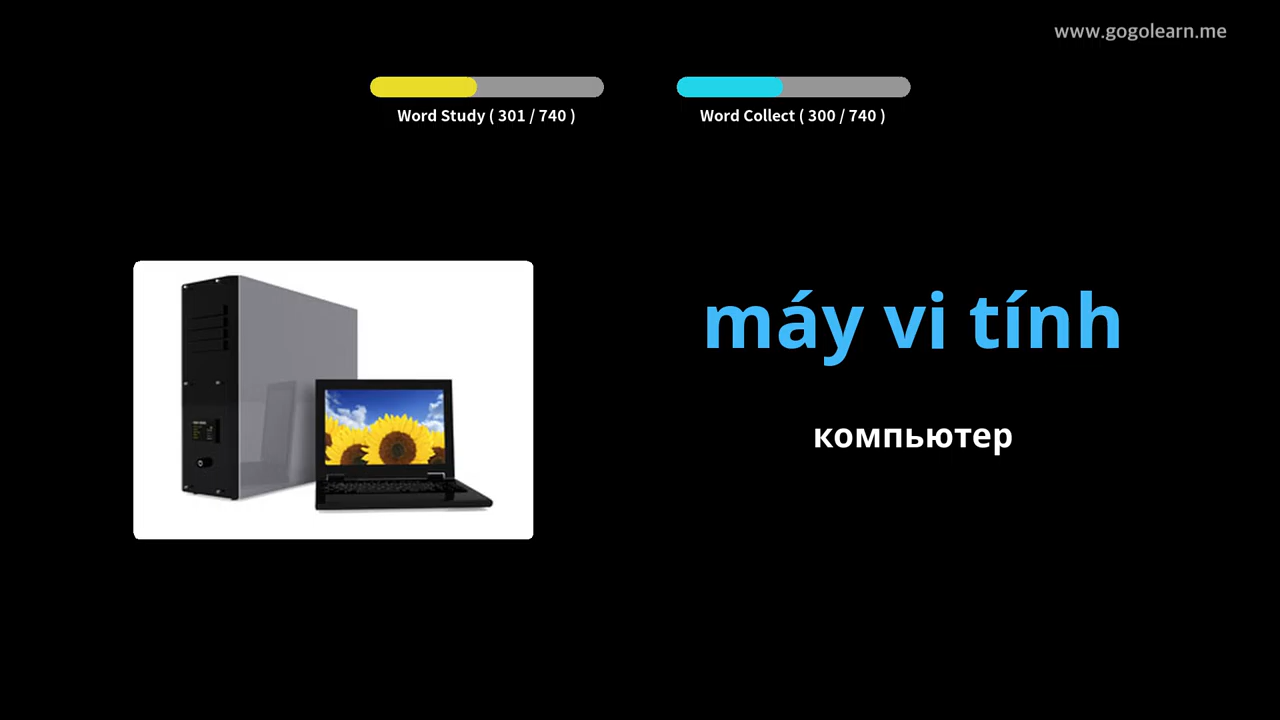 www.gogolearn.me
Word Study ( 301 / 740 )
Word Collect ( 300 / 740 )
máy vi tính
компьютер